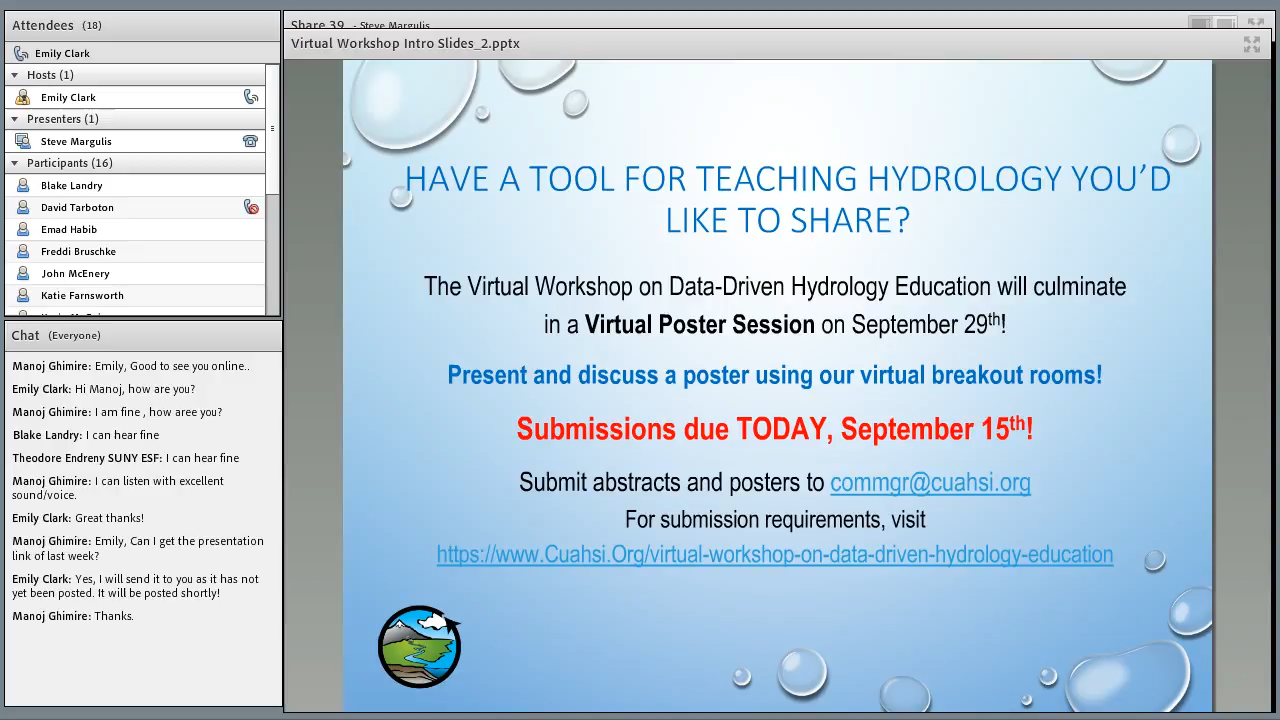 Attendees (18)
Emily Clark
Hosts (1)
Emily Clark
Presenters (1)
Steve Margulis
Participants (16)
Blake Landry
David Tarboton
Emad Habib
Freddi Bruschke
John McEnery
Katie Farnsworth
Chat (Everyone)
Manoj Ghimire: Emily, Good to see you online..
Emily Clark: Hi Manoj, how are you?
Manoj Ghimire: I am fine , how aree you?
Blake Landry: I can hear fine
Theodore Endreny SUNY ESF: I can hear fine
Manoj Ghimire: I can listen with excellent
sound/voice.
Emily Clark: Great thanks!
Manoj Ghimire: Emily, Can I get the presentation
link of last week?
Emily Clark: Yes, I will send it to you as it has not
yet been posted. It will be posted shortly!
Manoj Ghimire: Thanks.
Share 39 - Steve Margulis
Virtual Workshop Intro Slides_2.pptx
HAVE A TOOL FOR TEACHING HYDROLOGY YOU’D
LIKE TO SHARE?
The Virtual Workshop on Data-Driven Hydrology Education will culminate
in a Virtual Poster Session on September 29th!
Present and discuss a poster using our virtual breakout rooms!
Submissions due TODAY, September 15th!
Submit abstracts and posters to commgr@cuahsi.org
For submission requirements, visit
https://www.Cuahsi.Org/virtual-workshop-on-data-driven-hydrology-education